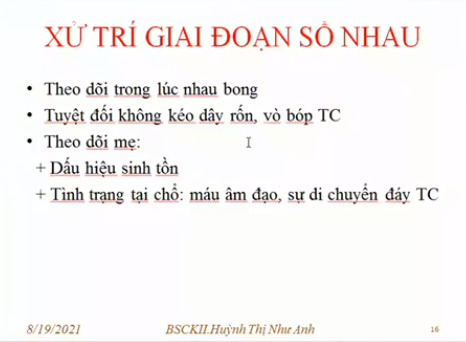 XỬ TRÍ GIAI ĐOẠN SỔ NHAU
• Theo dõi trong lúc nhau bong
• Tuyệt đối không kéo dây rốn, vò bóp TC
• Theo dõi mẹ:
+ Dấu hiệu sinh tồn
+ Tình trạng tại chổ: máu âm đạo, sự di chuyển đáy TC
8/19/2021 BSCKII.Huỳnh Thị Như Anh 16